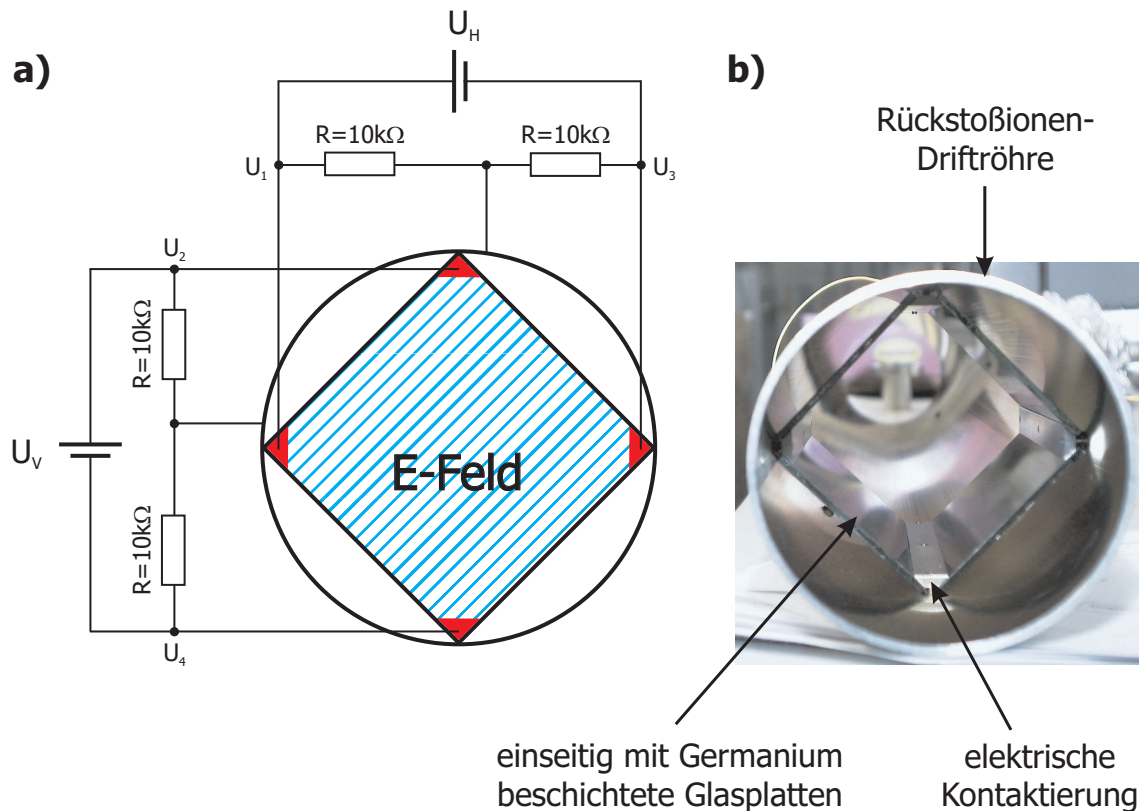 a)
U_H
R=10kΩ
R=10kΩ
U_1
U_3
U_2
R=10kΩ
U_V
R=10kΩ
U_4
E-Feld
b)
Rückstoßionen-
Driftröhre
einseitig mit Germanium
beschichtete Glasplatten
elektrische
Kontaktierung